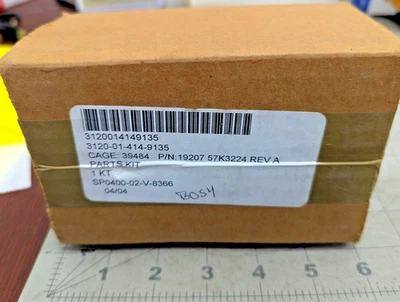 3120014149135
3120-01-414-9135
CAGE 39484 P/N:19207 57K3224 REV A
PARTS KIT
1 KT
SP0400-02-V-8366
04/04
BOSY
1 2 3 4 5 6